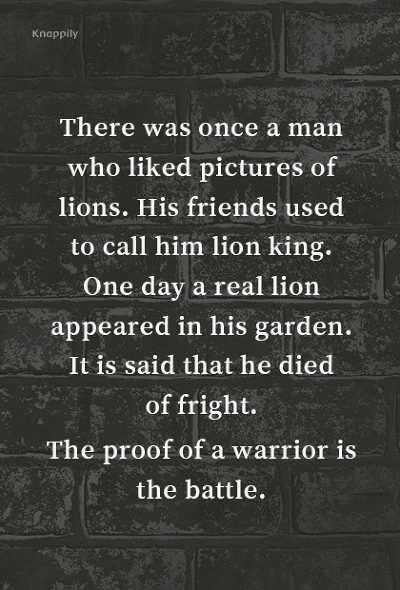 Knappily
There was once a man
who liked pictures of
lions. His friends used
to call him lion king.
One day a real lion
appeared in his garden.
It is said that he died
of fright.
The proof of a warrior is
the battle.